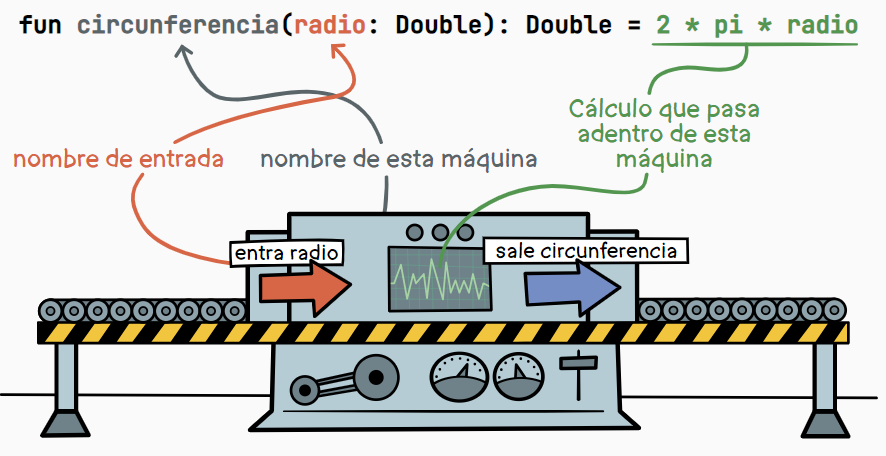 fun circunferencia(radio: Double): Double = 2 * pi * radio
Cálculo que pasa
adentro de esta
máquina
nombre de entrada
nombre de esta máquina
entra radio
sale circunferencia